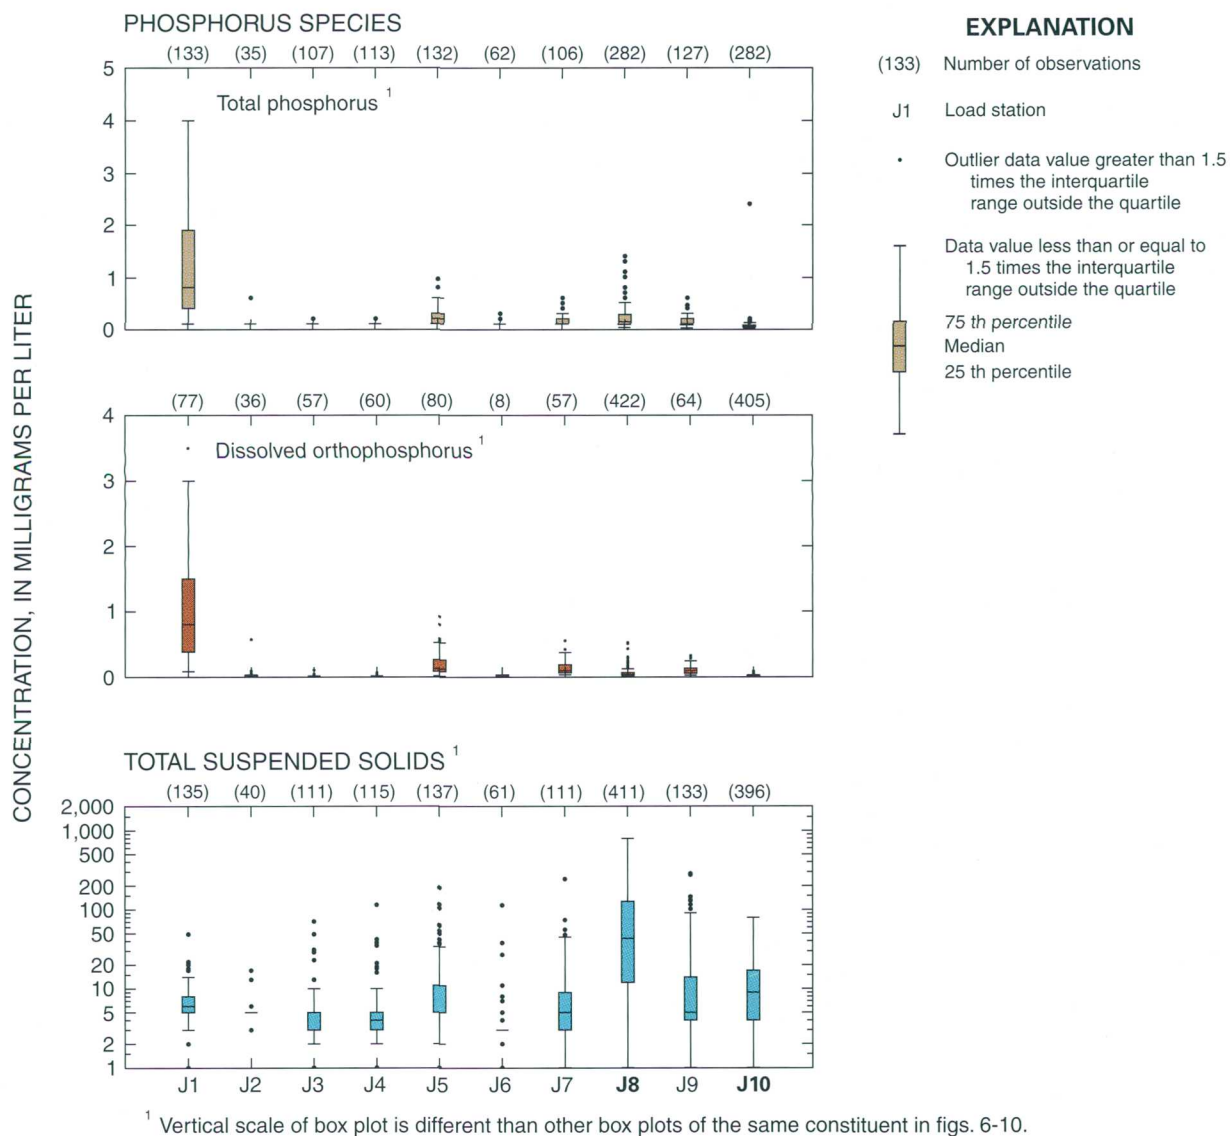 PHOSPHORUS SPECIES
(133) (35) (107) (113) (132) (62) (106) (282) (127) (282)
5
4
3
2
1
0
Total phosphorus 1
(77) (36) (57) (60) (80) (8) (57) (422) (64) (405)
4
3
2
1
0
Dissolved orthophosphorus 1
CONCENTRATION, IN MILLIGRAMS PER LITER
TOTAL SUSPENDED SOLIDS 1
(135) (40) (111) (115) (137) (61) (111) (411) (133) (396)
2,000
1,000
500
200
100
50
20
10
5
2
1
J1 J2 J3 J4 J5 J6 J7 J8 J9 J10
1 Vertical scale of box plot is different than other box plots of the same constituent in figs. 6-10.
EXPLANATION
(133) Number of observations
J1 Load station
Outlier data value greater than 1.5
times the interquartile
range outside the quartile
Data value less than or equal to
1.5 times the interquartile
range outside the quartile
75 th percentile
Median
25 th percentile